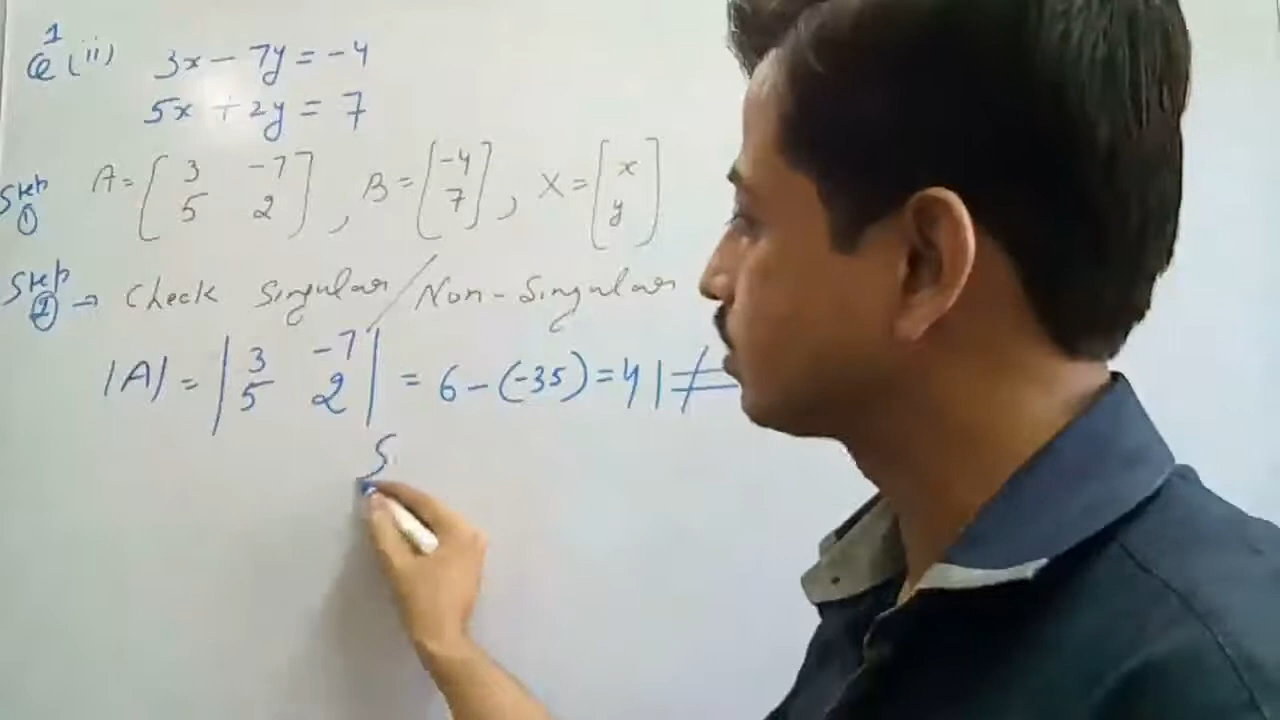 Q1 (ii) 3x - 7y = -4
5x + 2y = 7
Step ① A = [3 -7
5 2], B = [-4
7], X = [x
y]
Step ② → Check Singular / Non-Singular
|A| = |3 -7
5 2| = 6 - (-35) = 41 ≠
S